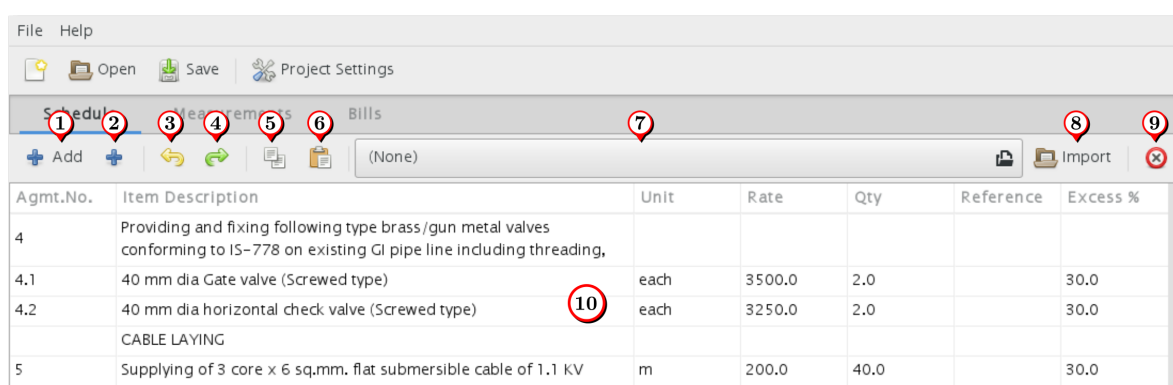 File Help
Open Save Project Settings
Schedule Measurements Bills
1 2 3 4 5 6 7 8 9
Add (None) Import
Agmt.No. Item Description Unit Rate Qty Reference Excess %
4 Providing and fixing following type brass/gun metal valves
conforming to IS-778 on existing GI pipe line including threading,
4.1 40 mm dia Gate valve (Screwed type) each 3500.0 2.0 30.0
10
4.2 40 mm dia horizontal check valve (Screwed type) each 3250.0 2.0 30.0
CABLE LAYING
5 Supplying of 3 core x 6 sq.mm. flat submersible cable of 1.1 KV m 200.0 40.0 30.0